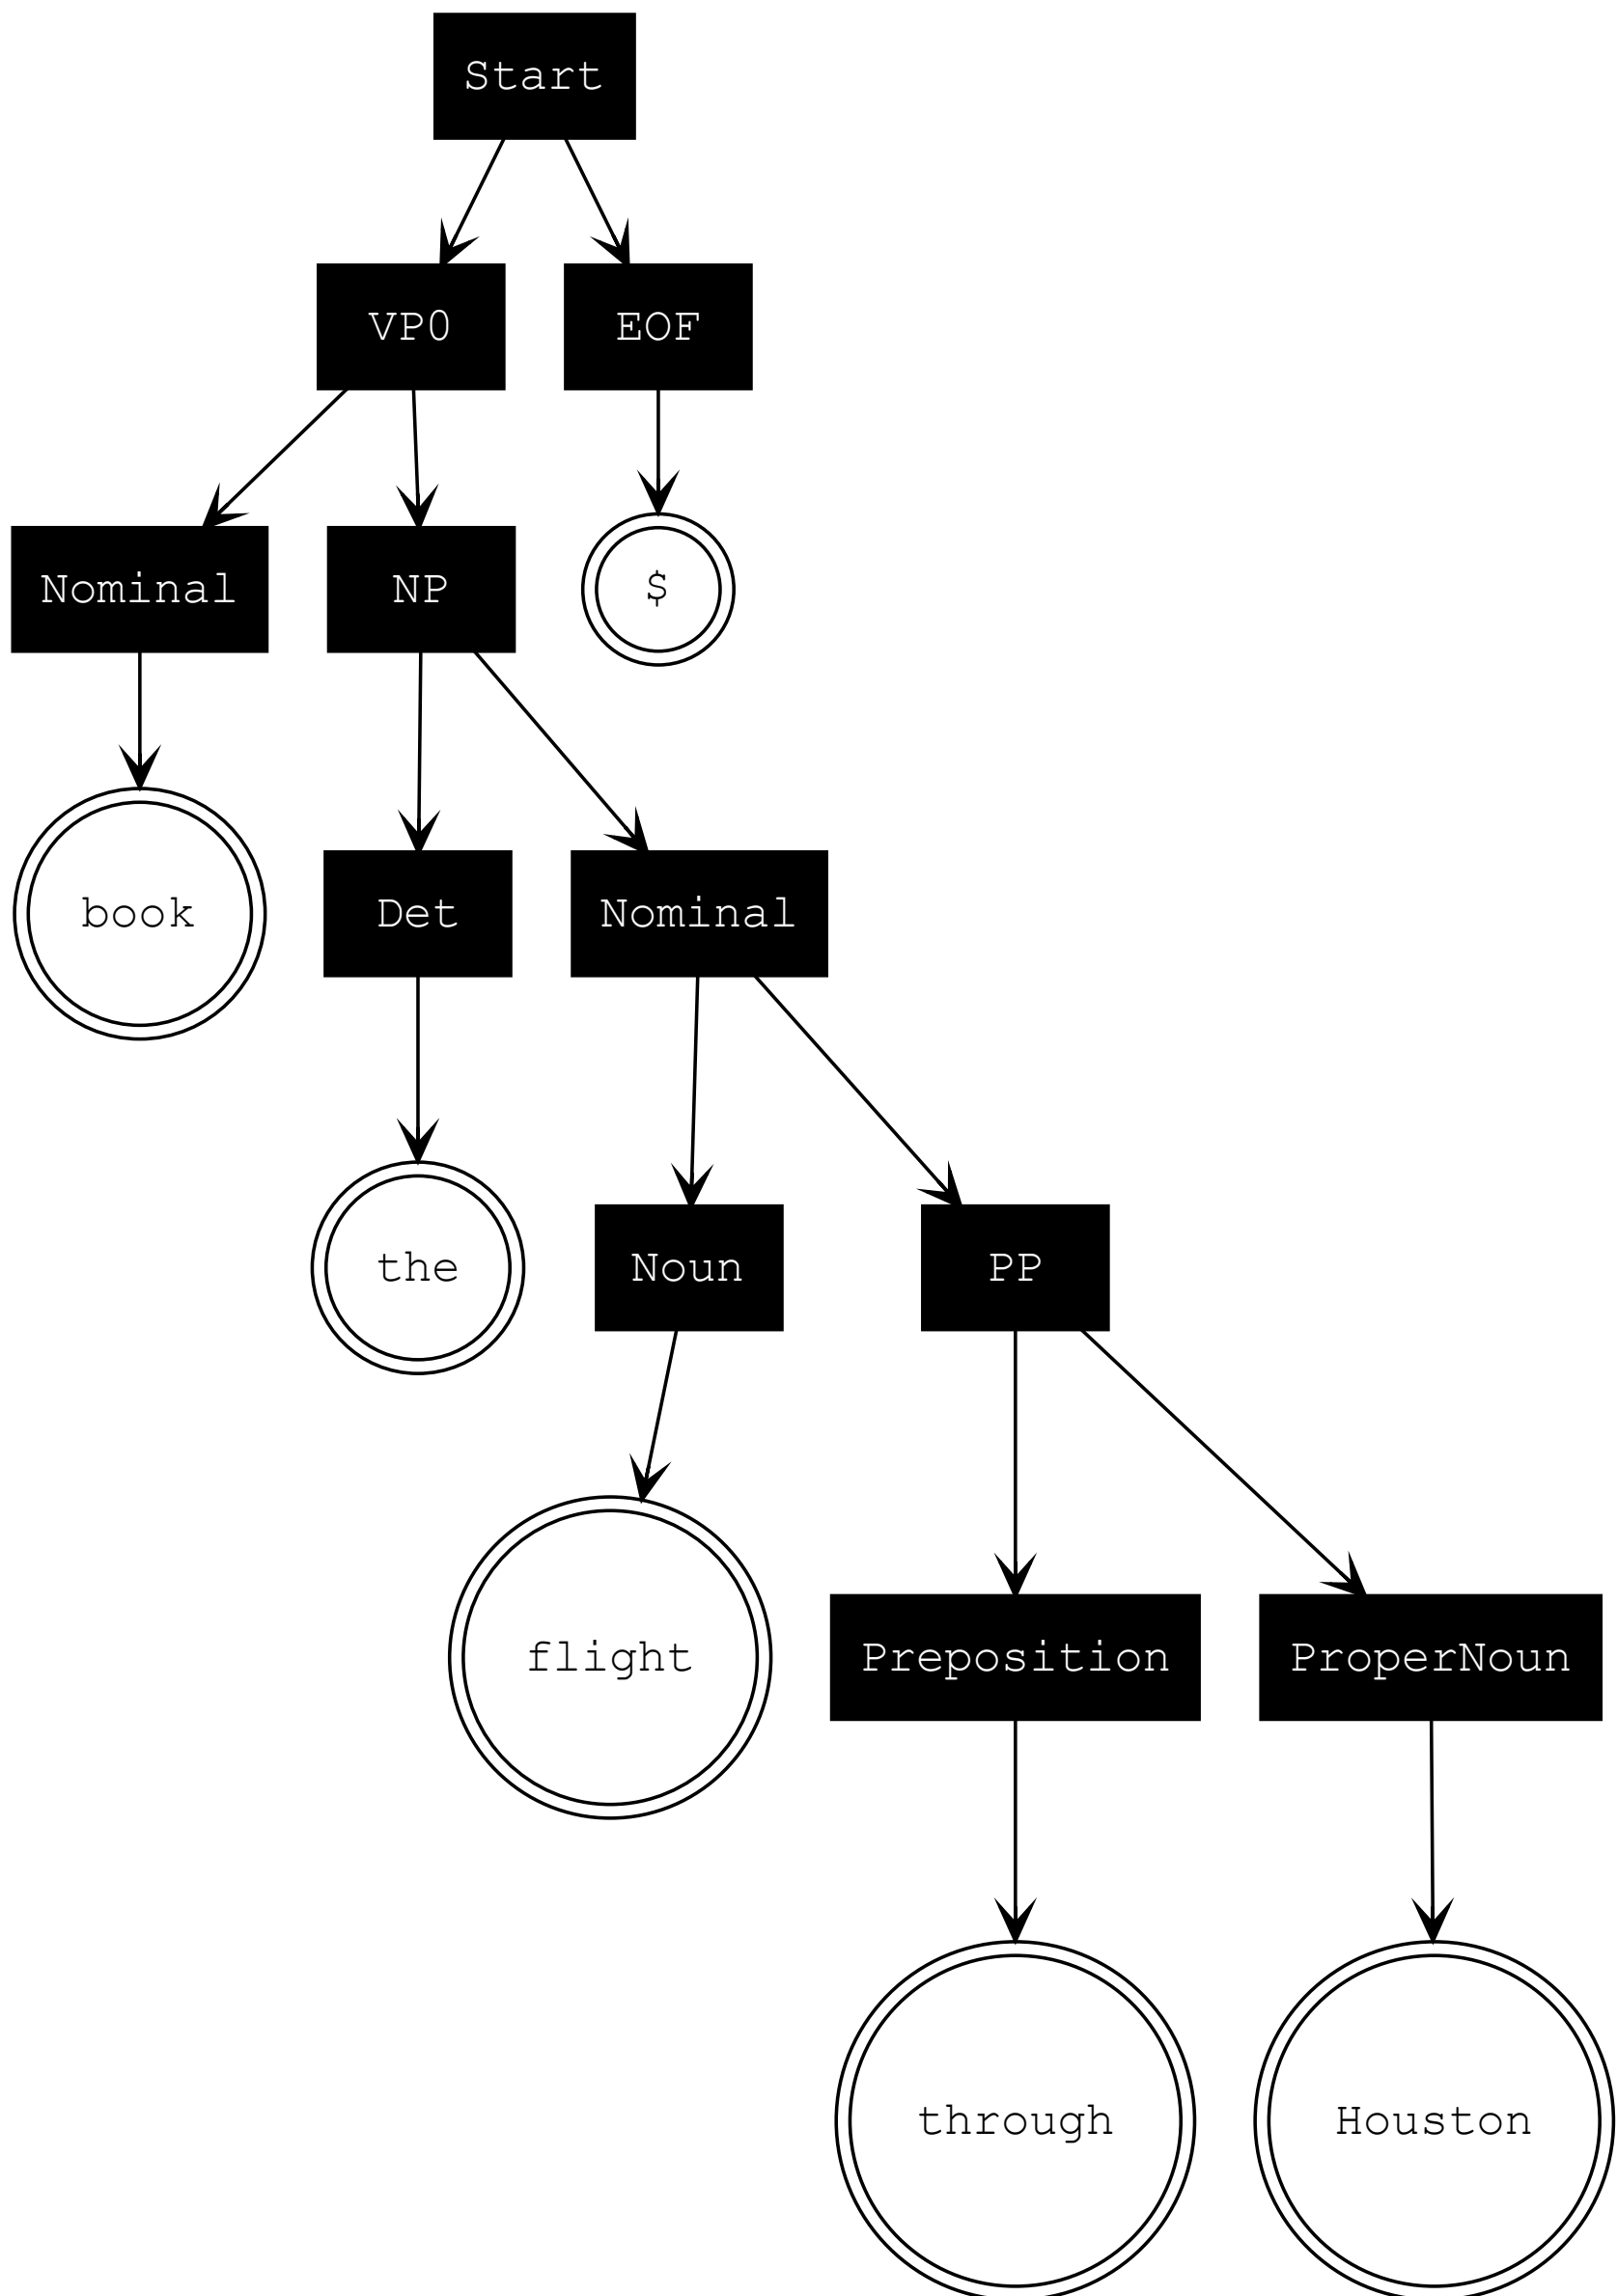 Start
VP0 EOF
Nominal NP $
book Det Nominal
the Noun PP
flight Preposition ProperNoun
through Houston